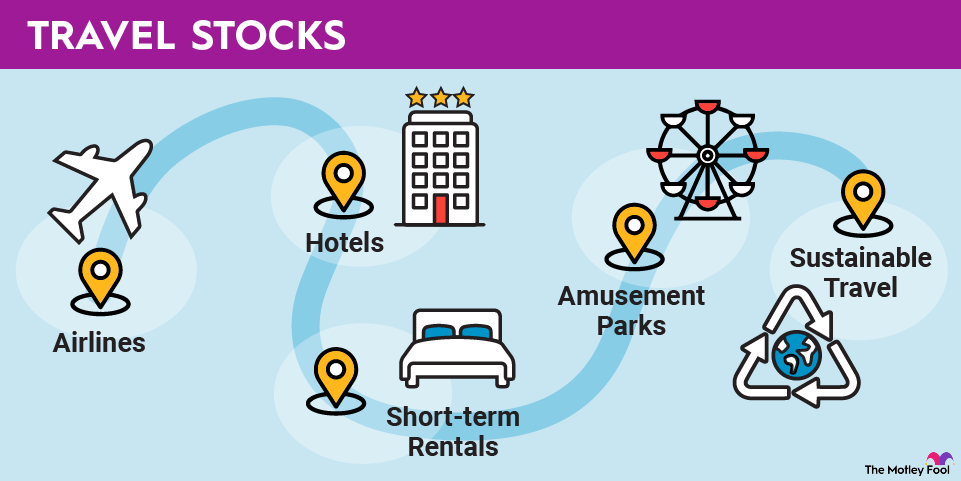 TRAVEL STOCKS
Airlines
Hotels
Short-term
Rentals
Amusement
Parks
Sustainable
Travel
The Motley Fool